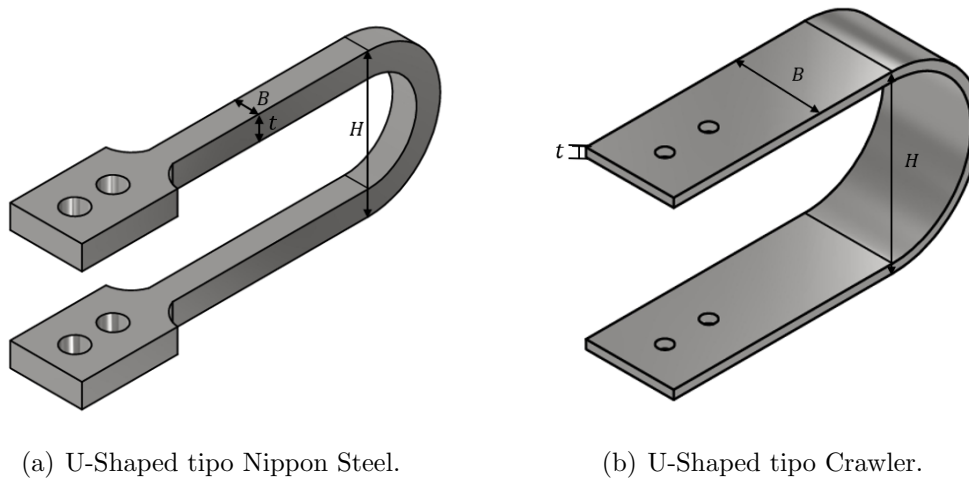 B
t
H
B
t
H
(a) U-Shaped tipo Nippon Steel.
(b) U-Shaped tipo Crawler.